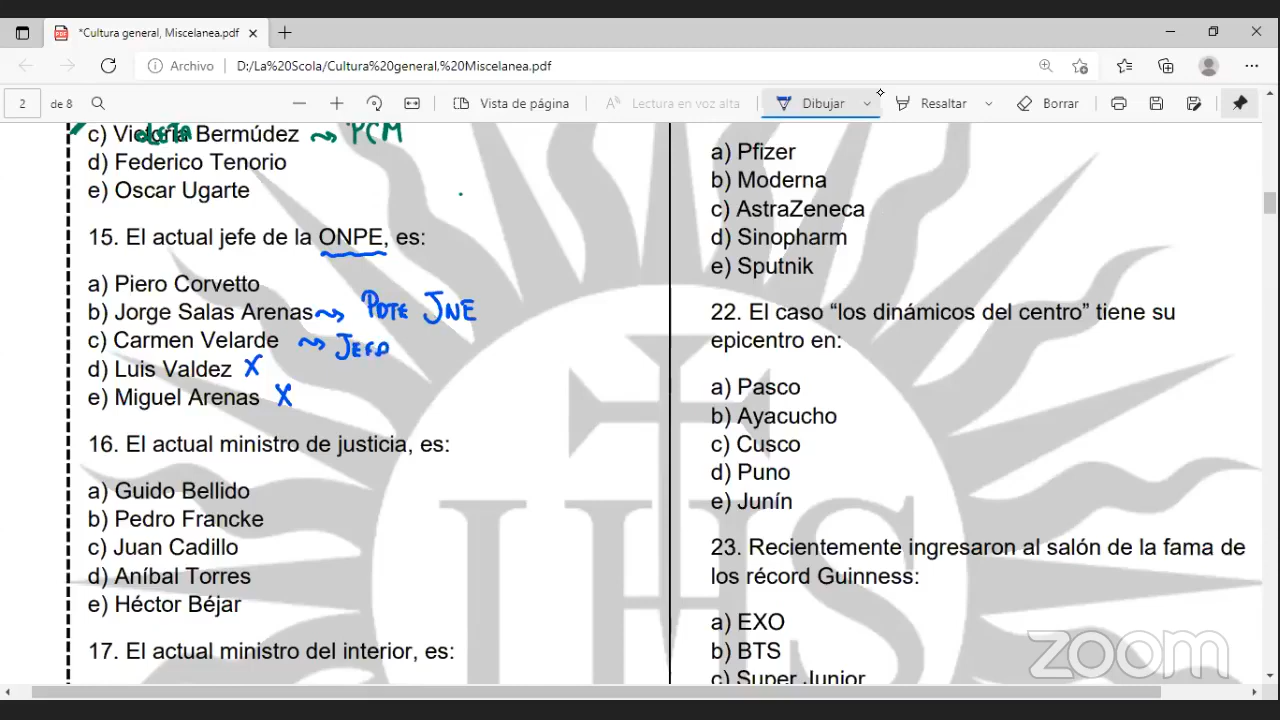 *Cultura general, Miscelanea.pdf
Archivo D:/La%20Scola/Cultura%20general,%20Miscelanea.pdf
2 de 8 Vista de página Lectura en voz alta Dibujar Resaltar Borrar
c) Victoria Bermúdez PCM
d) Federico Tenorio
e) Oscar Ugarte
15. El actual jefe de la ONPE, es:
a) Piero Corvetto
b) Jorge Salas Arenas PDTE JNE
c) Carmen Velarde
d) Luis Valdez X
e) Miguel Arenas X
16. El actual ministro de justicia, es:
a) Guido Bellido
b) Pedro Francke
c) Juan Cadillo
d) Aníbal Torres
e) Héctor Béjar
17. El actual ministro del interior, es:
a) Pfizer
b) Moderna
c) AstraZeneca
d) Sinopharm
e) Sputnik
22. El caso “los dinámicos del centro” tiene su
epicentro en:
a) Pasco
b) Ayacucho
c) Cusco
d) Puno
e) Junín
23. Recientemente ingresaron al salón de la fama de
los récord Guinness:
a) EXO
b) BTS
c) Super Junior
IHS
zoom